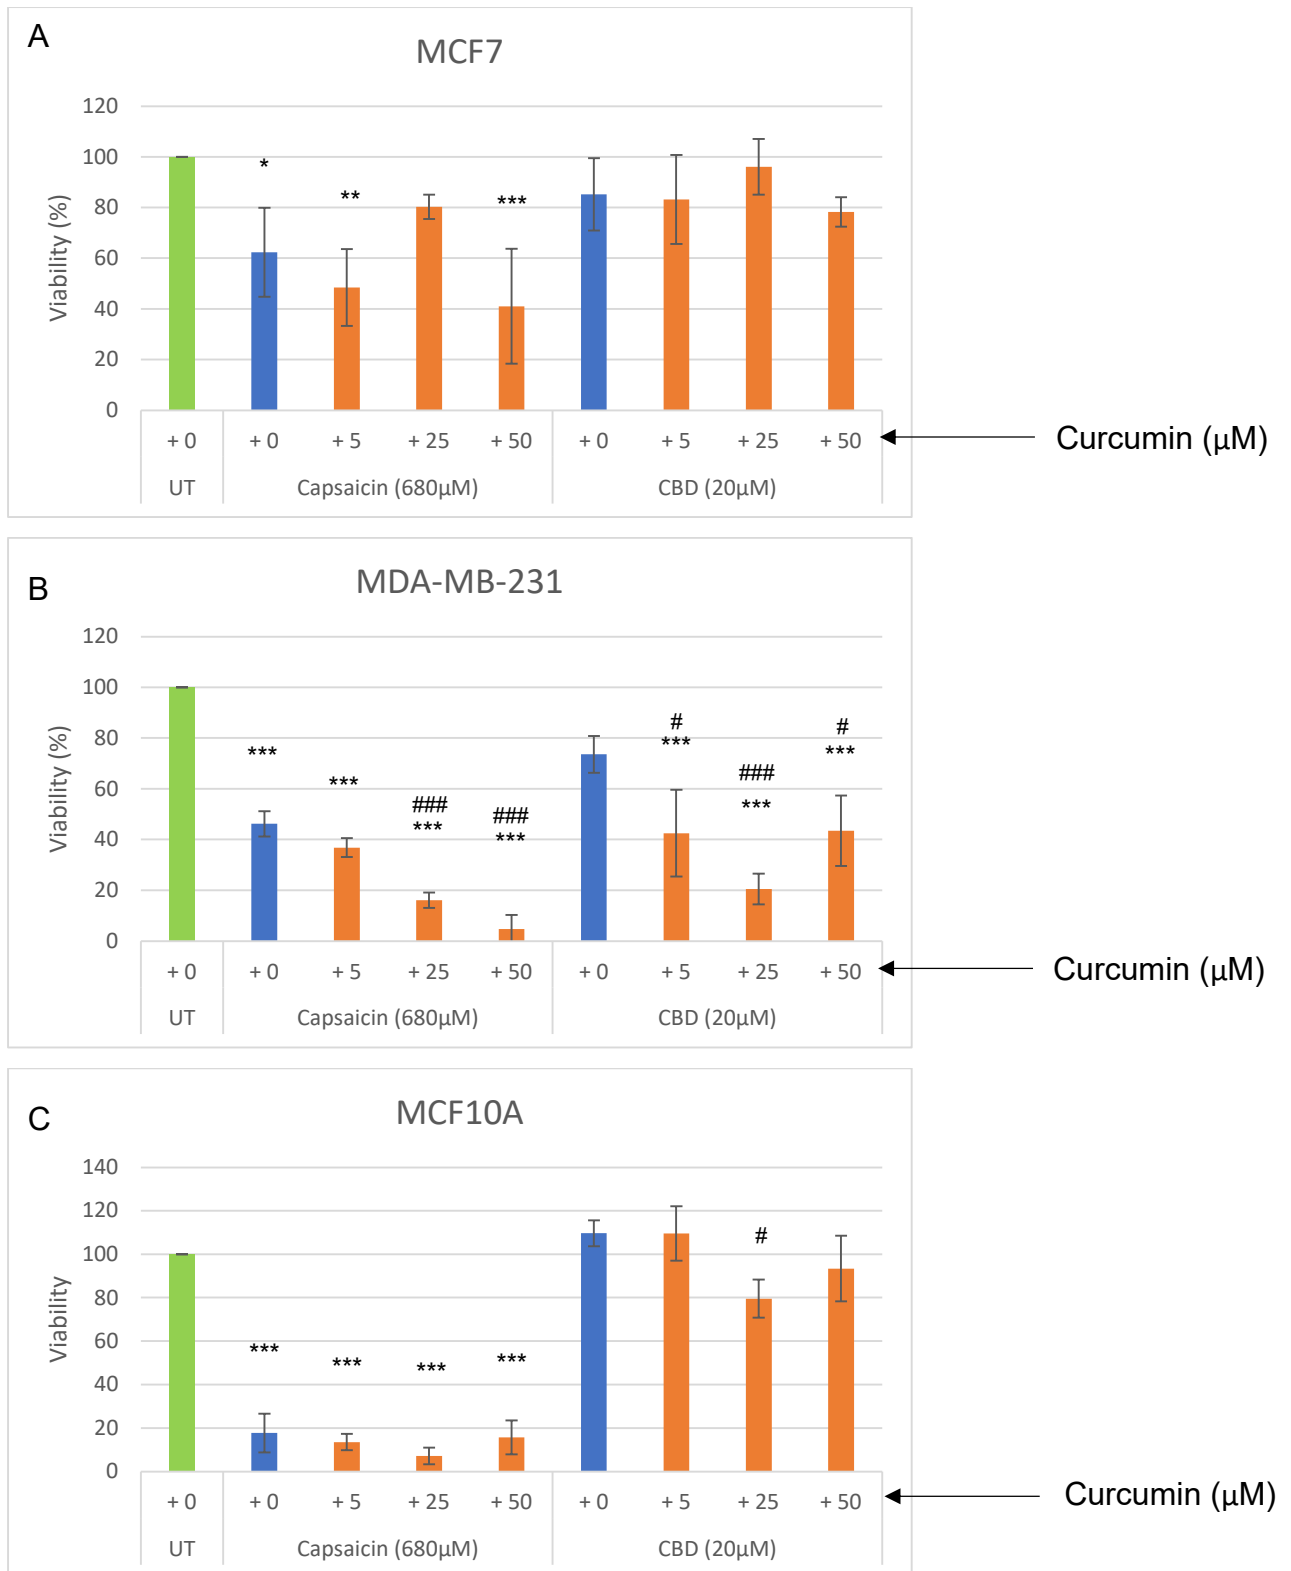 A
MCF7
Viability (%)
120
100
80
60
40
20
0
*
**
***
+ 0 + 0 + 5 + 25 + 50 + 0 + 5 + 25 + 50
UT Capsaicin (680µM) CBD (20µM)
Curcumin (µM)
B
MDA-MB-231
Viability (%)
120
100
80
60
40
20
0
***
***
###
***
###
***
#
***
###
***
#
***
+ 0 + 0 + 5 + 25 + 50 + 0 + 5 + 25 + 50
UT Capsaicin (680µM) CBD (20µM)
Curcumin (µM)
C
MCF10A
Viability
140
120
100
80
60
40
20
0
***
***
***
***
#
+ 0 + 0 + 5 + 25 + 50 + 0 + 5 + 25 + 50
UT Capsaicin (680µM) CBD (20µM)
Curcumin (µM)